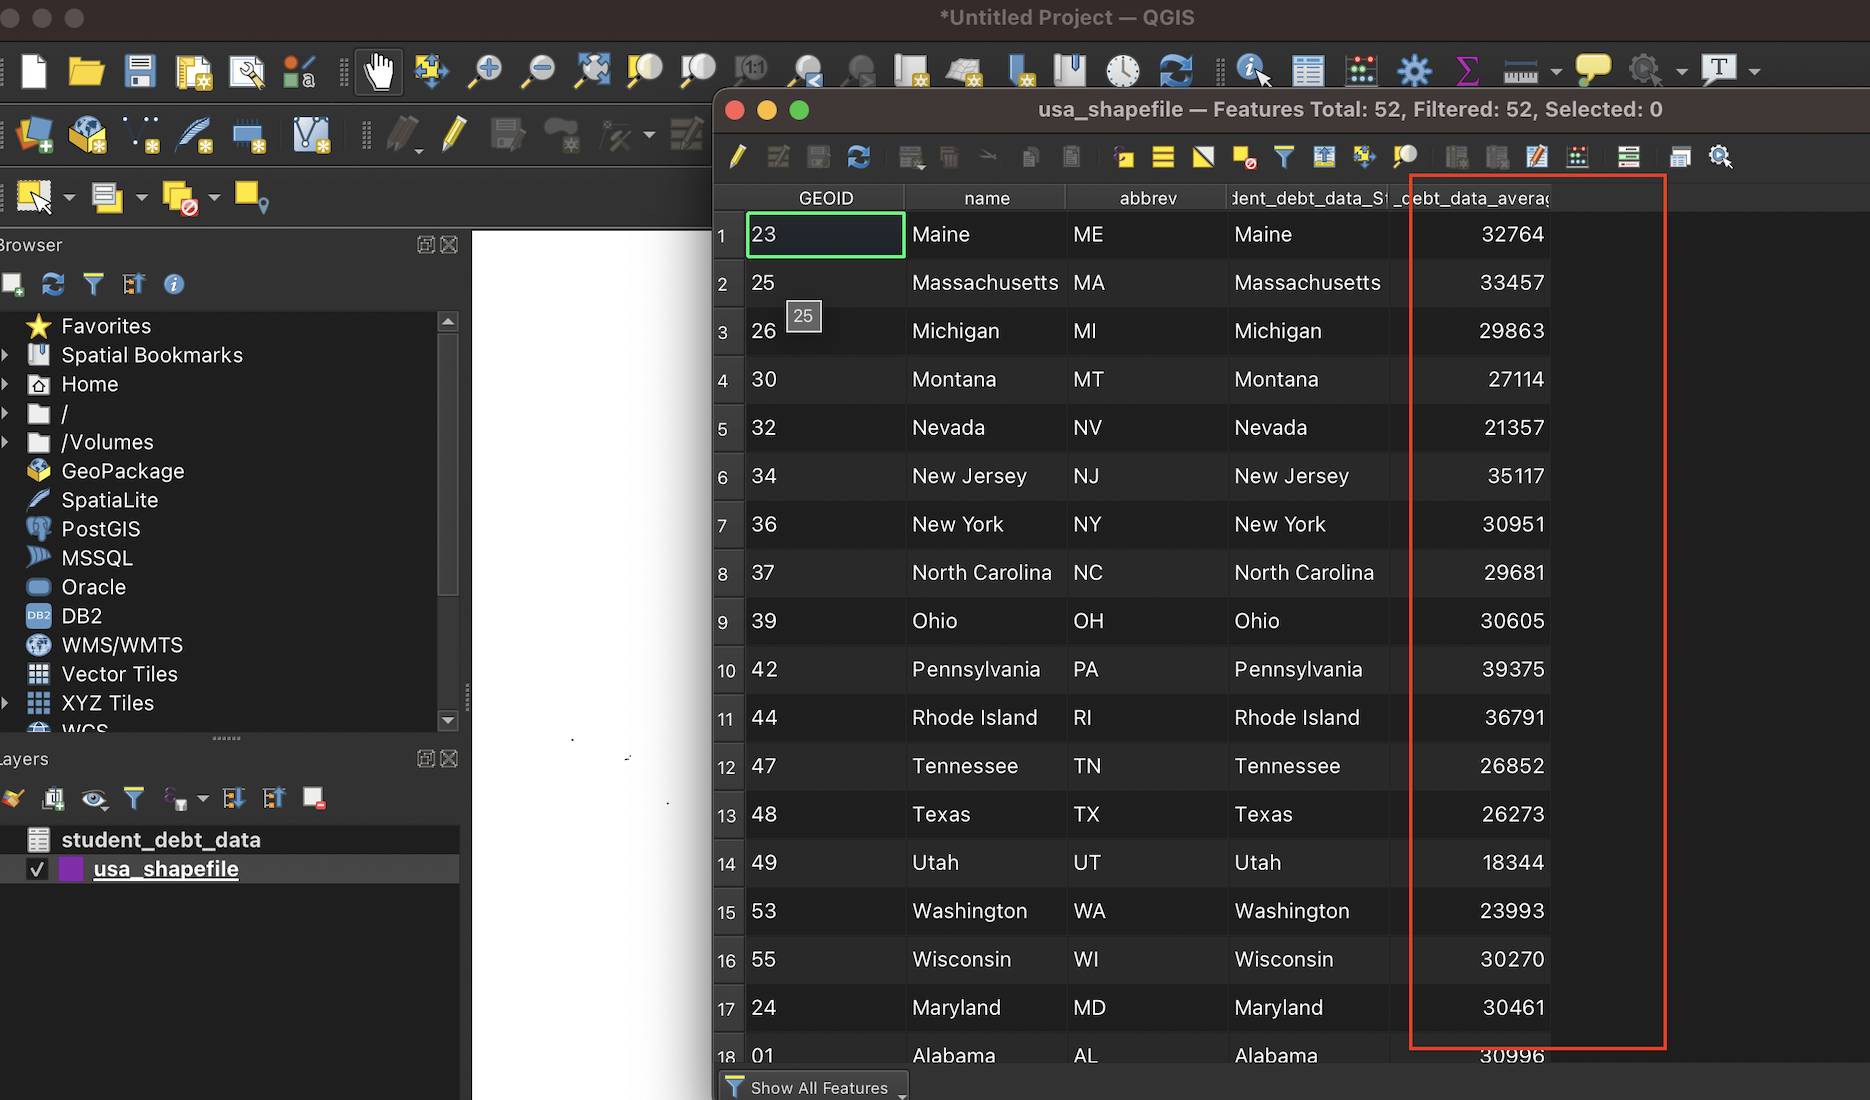 *Untitled Project — QGIS
1:1
a
T
usa_shapefile — Features Total: 52, Filtered: 52, Selected: 0
GEOID name abbrev dent_debt_data_St _debt_data_averag
1 23 Maine ME Maine 32764
2 25 Massachusetts MA Massachusetts 33457
25
3 26 Michigan MI Michigan 29863
4 30 Montana MT Montana 27114
5 32 Nevada NV Nevada 21357
6 34 New Jersey NJ New Jersey 35117
7 36 New York NY New York 30951
8 37 North Carolina NC North Carolina 29681
9 39 Ohio OH Ohio 30605
10 42 Pennsylvania PA Pennsylvania 39375
11 44 Rhode Island RI Rhode Island 36791
12 47 Tennessee TN Tennessee 26852
13 48 Texas TX Texas 26273
14 49 Utah UT Utah 18344
15 53 Washington WA Washington 23993
16 55 Wisconsin WI Wisconsin 30270
17 24 Maryland MD Maryland 30461
18 01 Alabama AL Alabama 30996
Show All Features
Browser
Favorites
Spatial Bookmarks
Home
/
/Volumes
GeoPackage
SpatiaLite
PostGIS
MSSQL
Oracle
DB2 DB2
WMS/WMTS
Vector Tiles
XYZ Tiles
WCS
Layers
student_debt_data
usa_shapefile